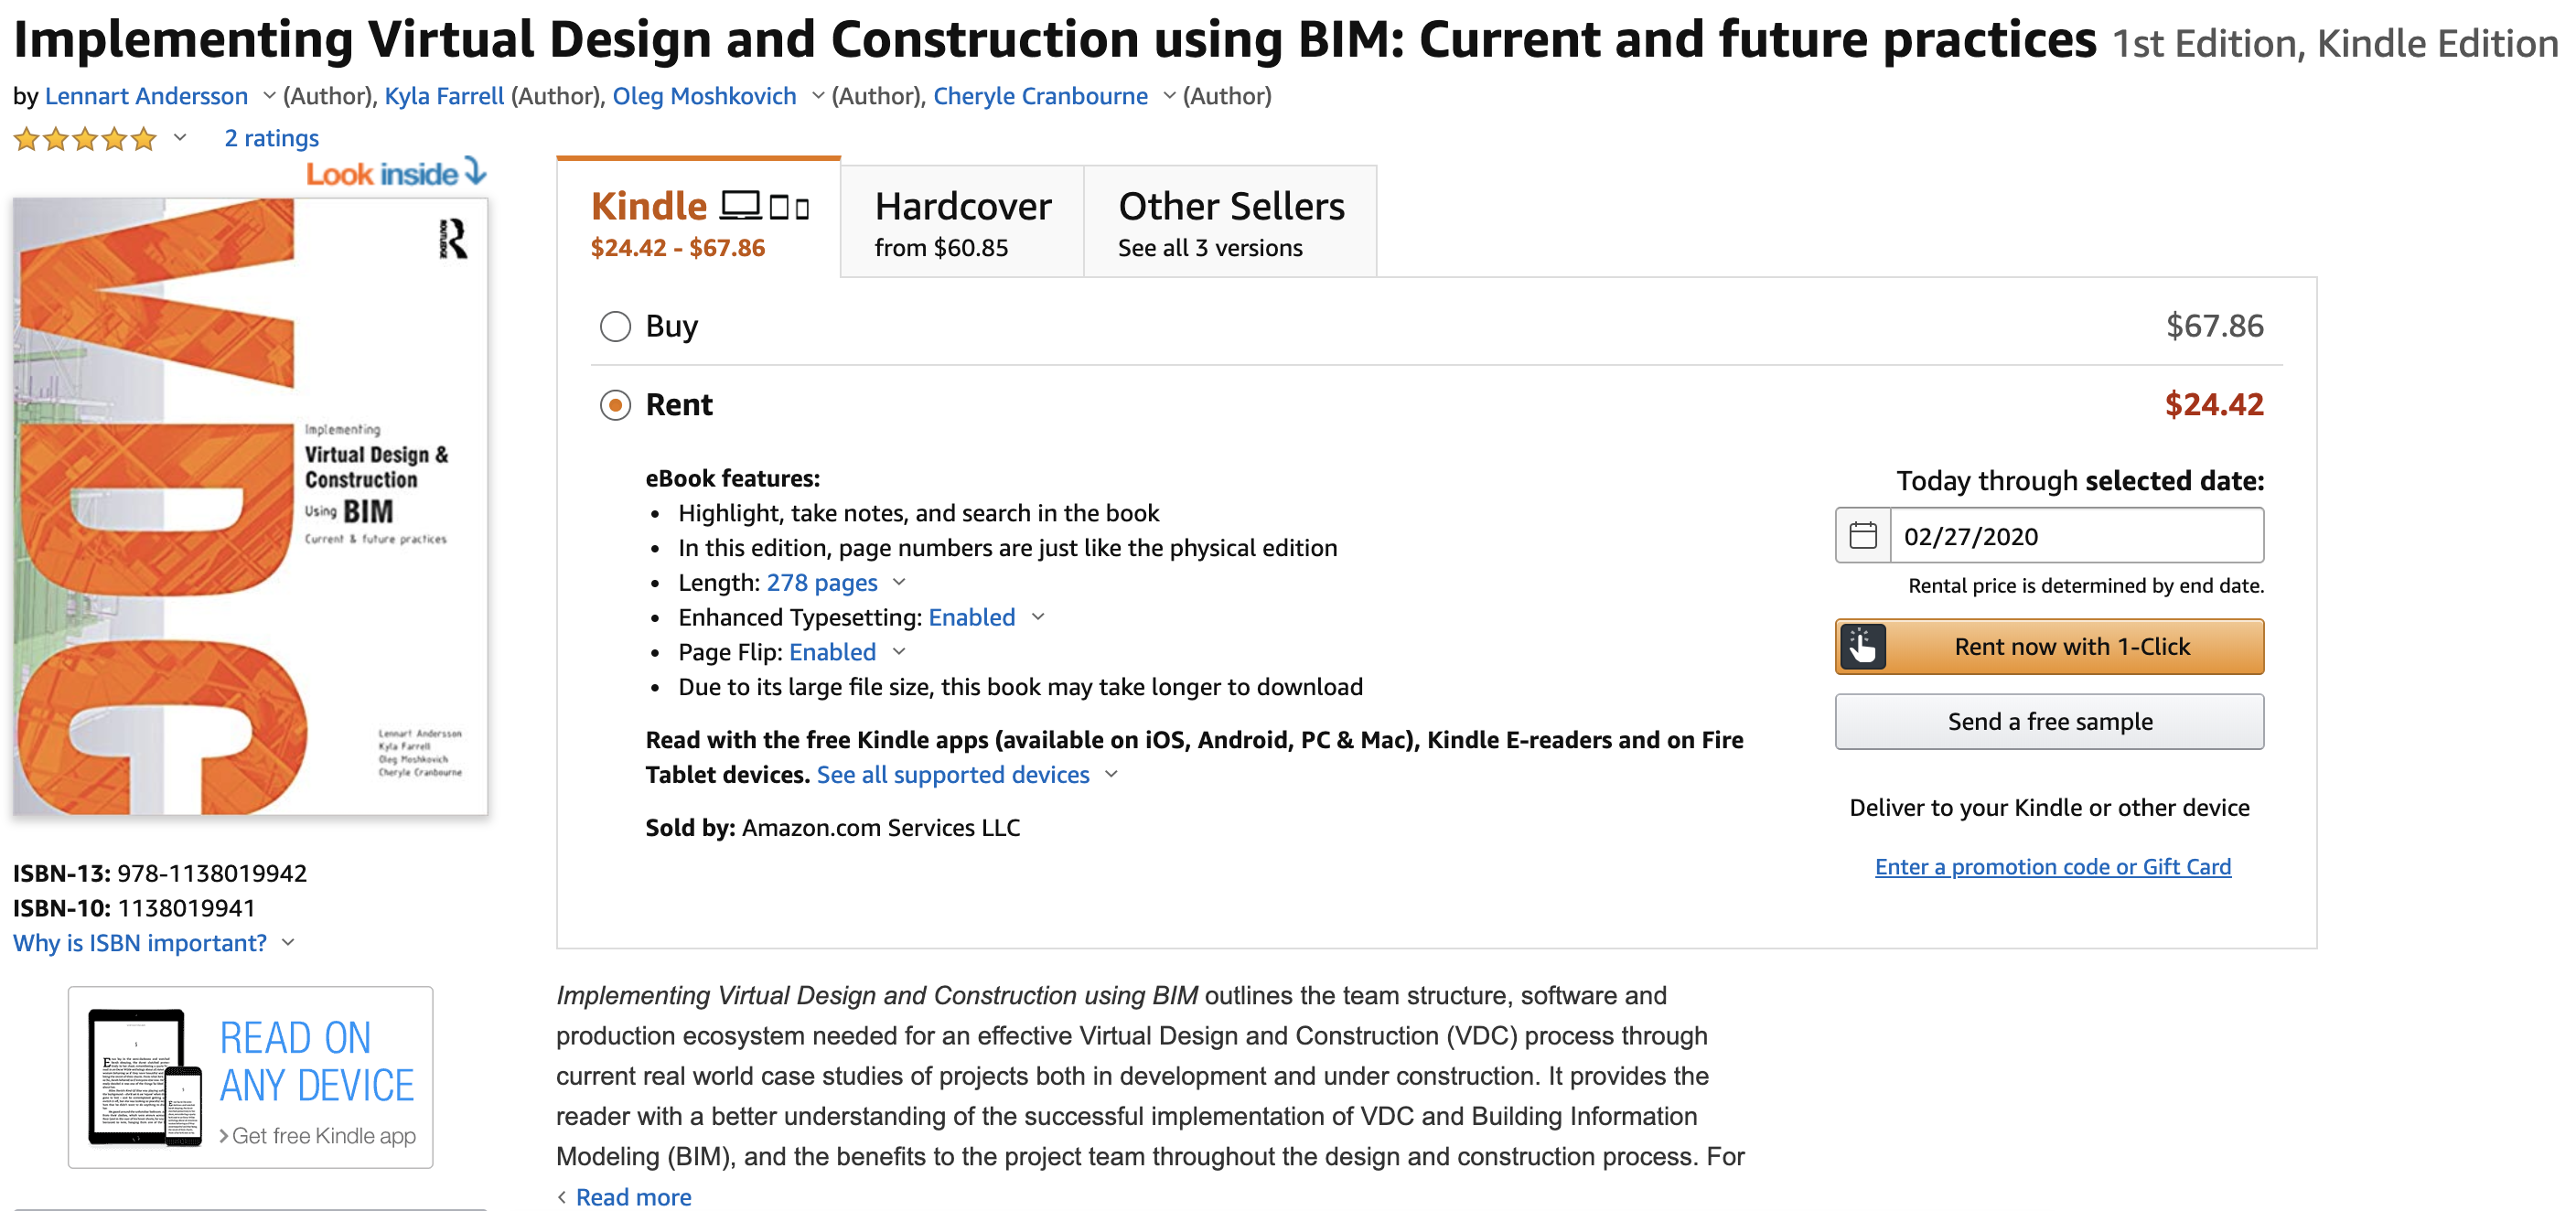 Implementing Virtual Design and Construction using BIM: Current and future practices 1st Edition, Kindle Edition
by Lennart Andersson (Author), Kyla Farrell (Author), Oleg Moshkovich (Author), Cheryle Cranbourne (Author)
2 ratings
Look inside
ROUTLEDGE
VDC
Implementing
Virtual Design &
Construction
Using BIM
Current & future practices
Lennart Andersson
Kyla Farrell
Oleg Moshkovich
Cheryle Cranbourne
ISBN-13: 978-1138019942
ISBN-10: 1138019941
Why is ISBN important?
READ ON
ANY DEVICE
Get free Kindle app
Kindle
$24.42 - $67.86
Hardcover
from $60.85
Other Sellers
See all 3 versions
Buy $67.86
Rent $24.42
eBook features:
• Highlight, take notes, and search in the book
• In this edition, page numbers are just like the physical edition
• Length: 278 pages
• Enhanced Typesetting: Enabled
• Page Flip: Enabled
• Due to its large file size, this book may take longer to download
Read with the free Kindle apps (available on iOS, Android, PC & Mac), Kindle E-readers and on Fire
Tablet devices. See all supported devices
Sold by: Amazon.com Services LLC
Today through selected date:
02/27/2020
Rental price is determined by end date.
Rent now with 1-Click
Send a free sample
Deliver to your Kindle or other device
Enter a promotion code or Gift Card
Implementing Virtual Design and Construction using BIM outlines the team structure, software and
production ecosystem needed for an effective Virtual Design and Construction (VDC) process through
current real world case studies of projects both in development and under construction. It provides the
reader with a better understanding of the successful implementation of VDC and Building Information
Modeling (BIM), and the benefits to the project team throughout the design and construction process. For
Read more